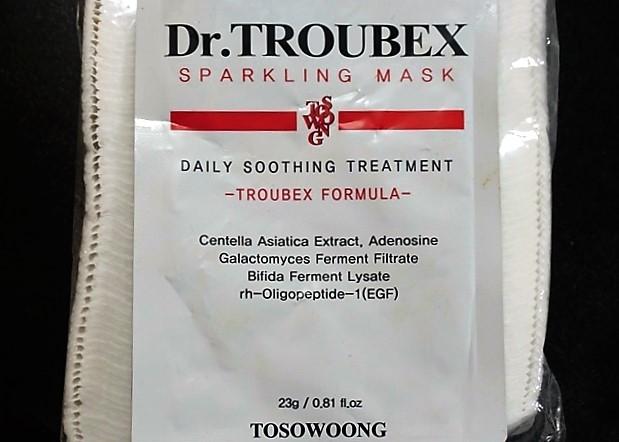 Dr.TROUBEX
SPARKLING MASK
TOSOWOONG
DAILY SOOTHING TREATMENT
-TROUBEX FORMULA-
Centella Asiatica Extract, Adenosine
Galactomyces Ferment Filtrate
Bifida Ferment Lysate
rh-Oligopeptide-1(EGF)
23g / 0.81 fl.oz
TOSOWOONG